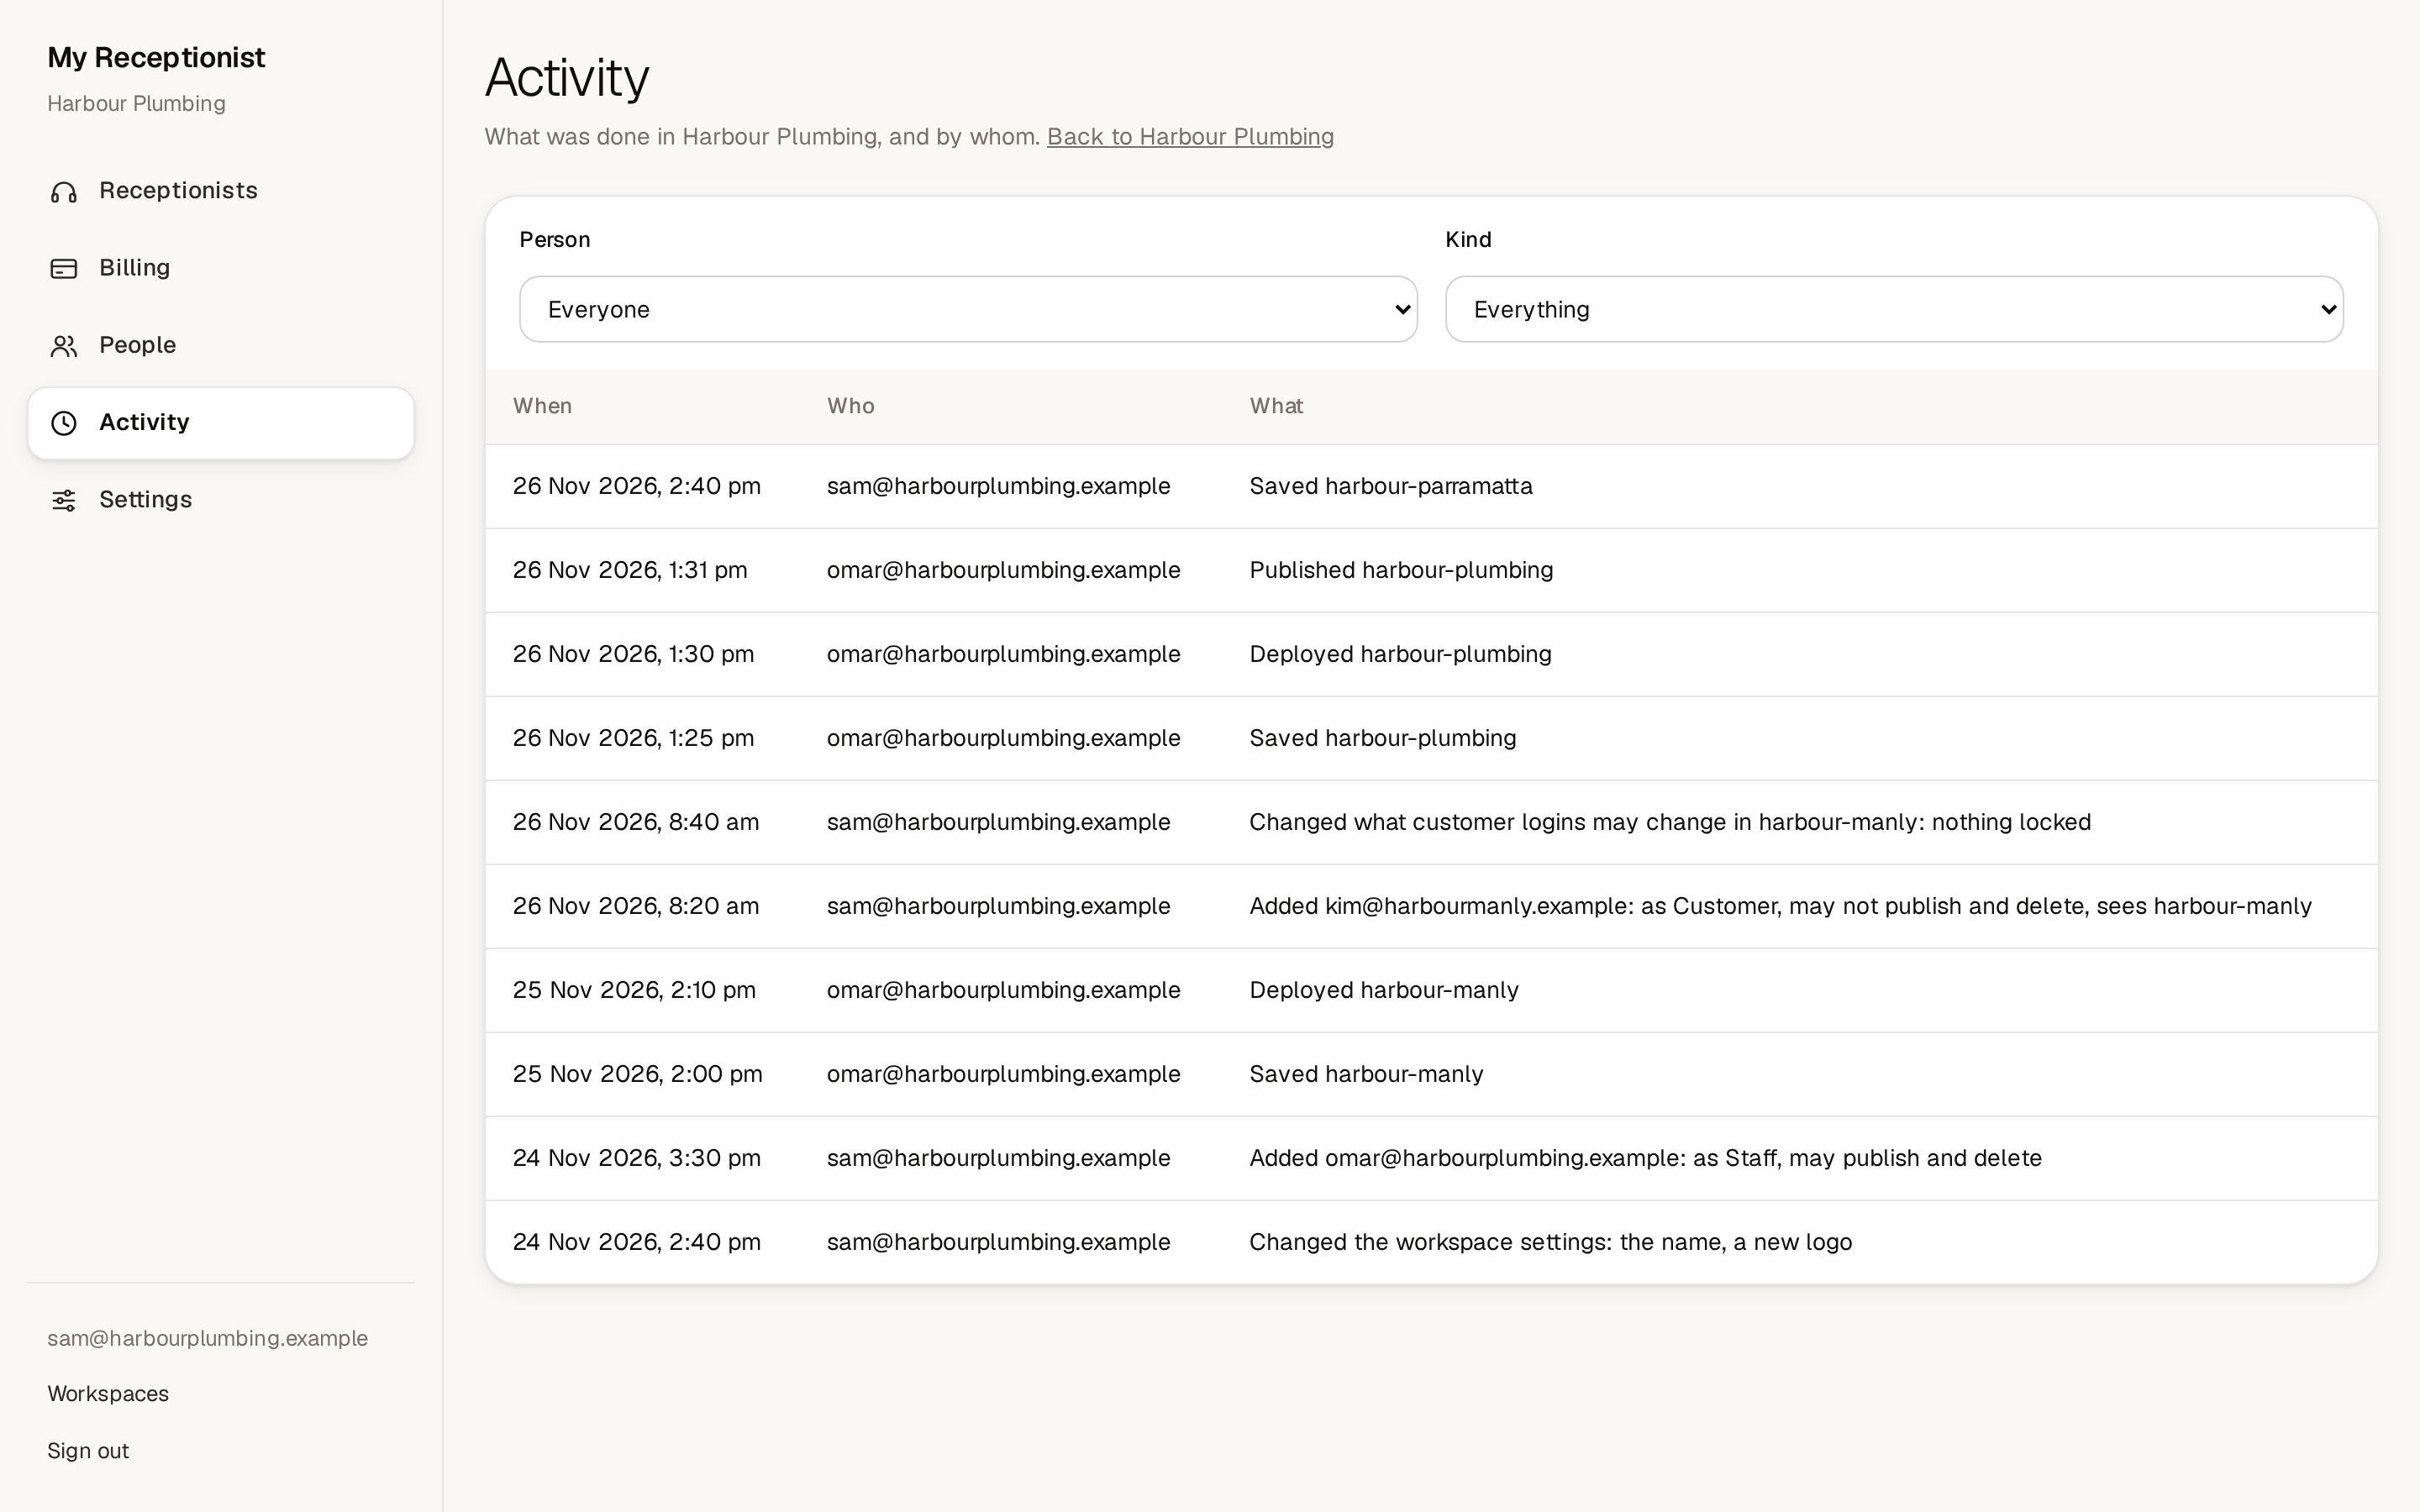 My Receptionist
Harbour Plumbing
Receptionists
Billing
People
Activity
Settings
sam@harbourplumbing.example
Workspaces
Sign out
Activity
What was done in Harbour Plumbing, and by whom. Back to Harbour Plumbing
Person Kind
Everyone Everything
When Who What
26 Nov 2026, 2:40 pm sam@harbourplumbing.example Saved harbour-parramatta
26 Nov 2026, 1:31 pm omar@harbourplumbing.example Published harbour-plumbing
26 Nov 2026, 1:30 pm omar@harbourplumbing.example Deployed harbour-plumbing
26 Nov 2026, 1:25 pm omar@harbourplumbing.example Saved harbour-plumbing
26 Nov 2026, 8:40 am sam@harbourplumbing.example Changed what customer logins may change in harbour-manly: nothing locked
26 Nov 2026, 8:20 am sam@harbourplumbing.example Added kim@harbourmanly.example: as Customer, may not publish and delete, sees harbour-manly
25 Nov 2026, 2:10 pm omar@harbourplumbing.example Deployed harbour-manly
25 Nov 2026, 2:00 pm omar@harbourplumbing.example Saved harbour-manly
24 Nov 2026, 3:30 pm sam@harbourplumbing.example Added omar@harbourplumbing.example: as Staff, may publish and delete
24 Nov 2026, 2:40 pm sam@harbourplumbing.example Changed the workspace settings: the name, a new logo